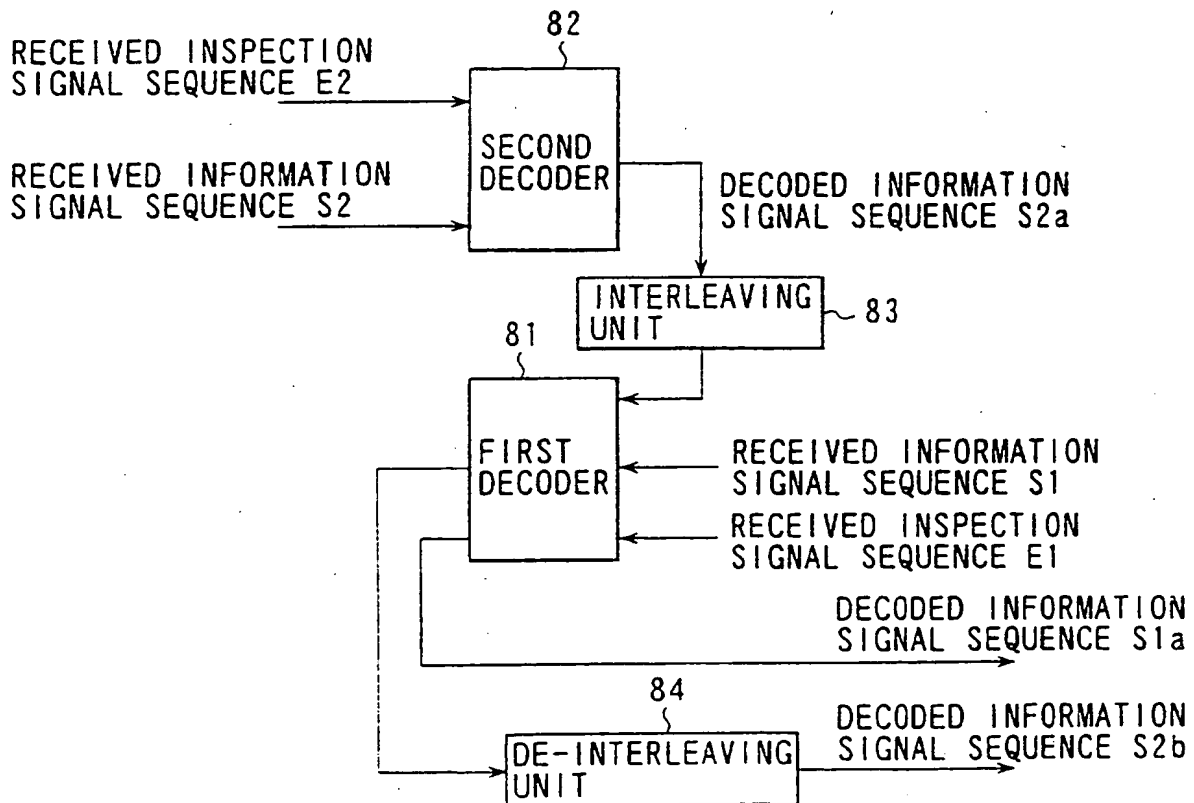 82
RECEIVED INSPECTION
SIGNAL SEQUENCE E2
SECOND
DECODER
RECEIVED INFORMATION
SIGNAL SEQUENCE S2
DECODED INFORMATION
SIGNAL SEQUENCE S2a
INTERLEAVING
UNIT
83
81
FIRST
DECODER
RECEIVED INFORMATION
SIGNAL SEQUENCE S1
RECEIVED INSPECTION
SIGNAL SEQUENCE E1
DECODED INFORMATION
SIGNAL SEQUENCE S1a
84
DE-INTERLEAVING
UNIT
DECODED INFORMATION
SIGNAL SEQUENCE S2b